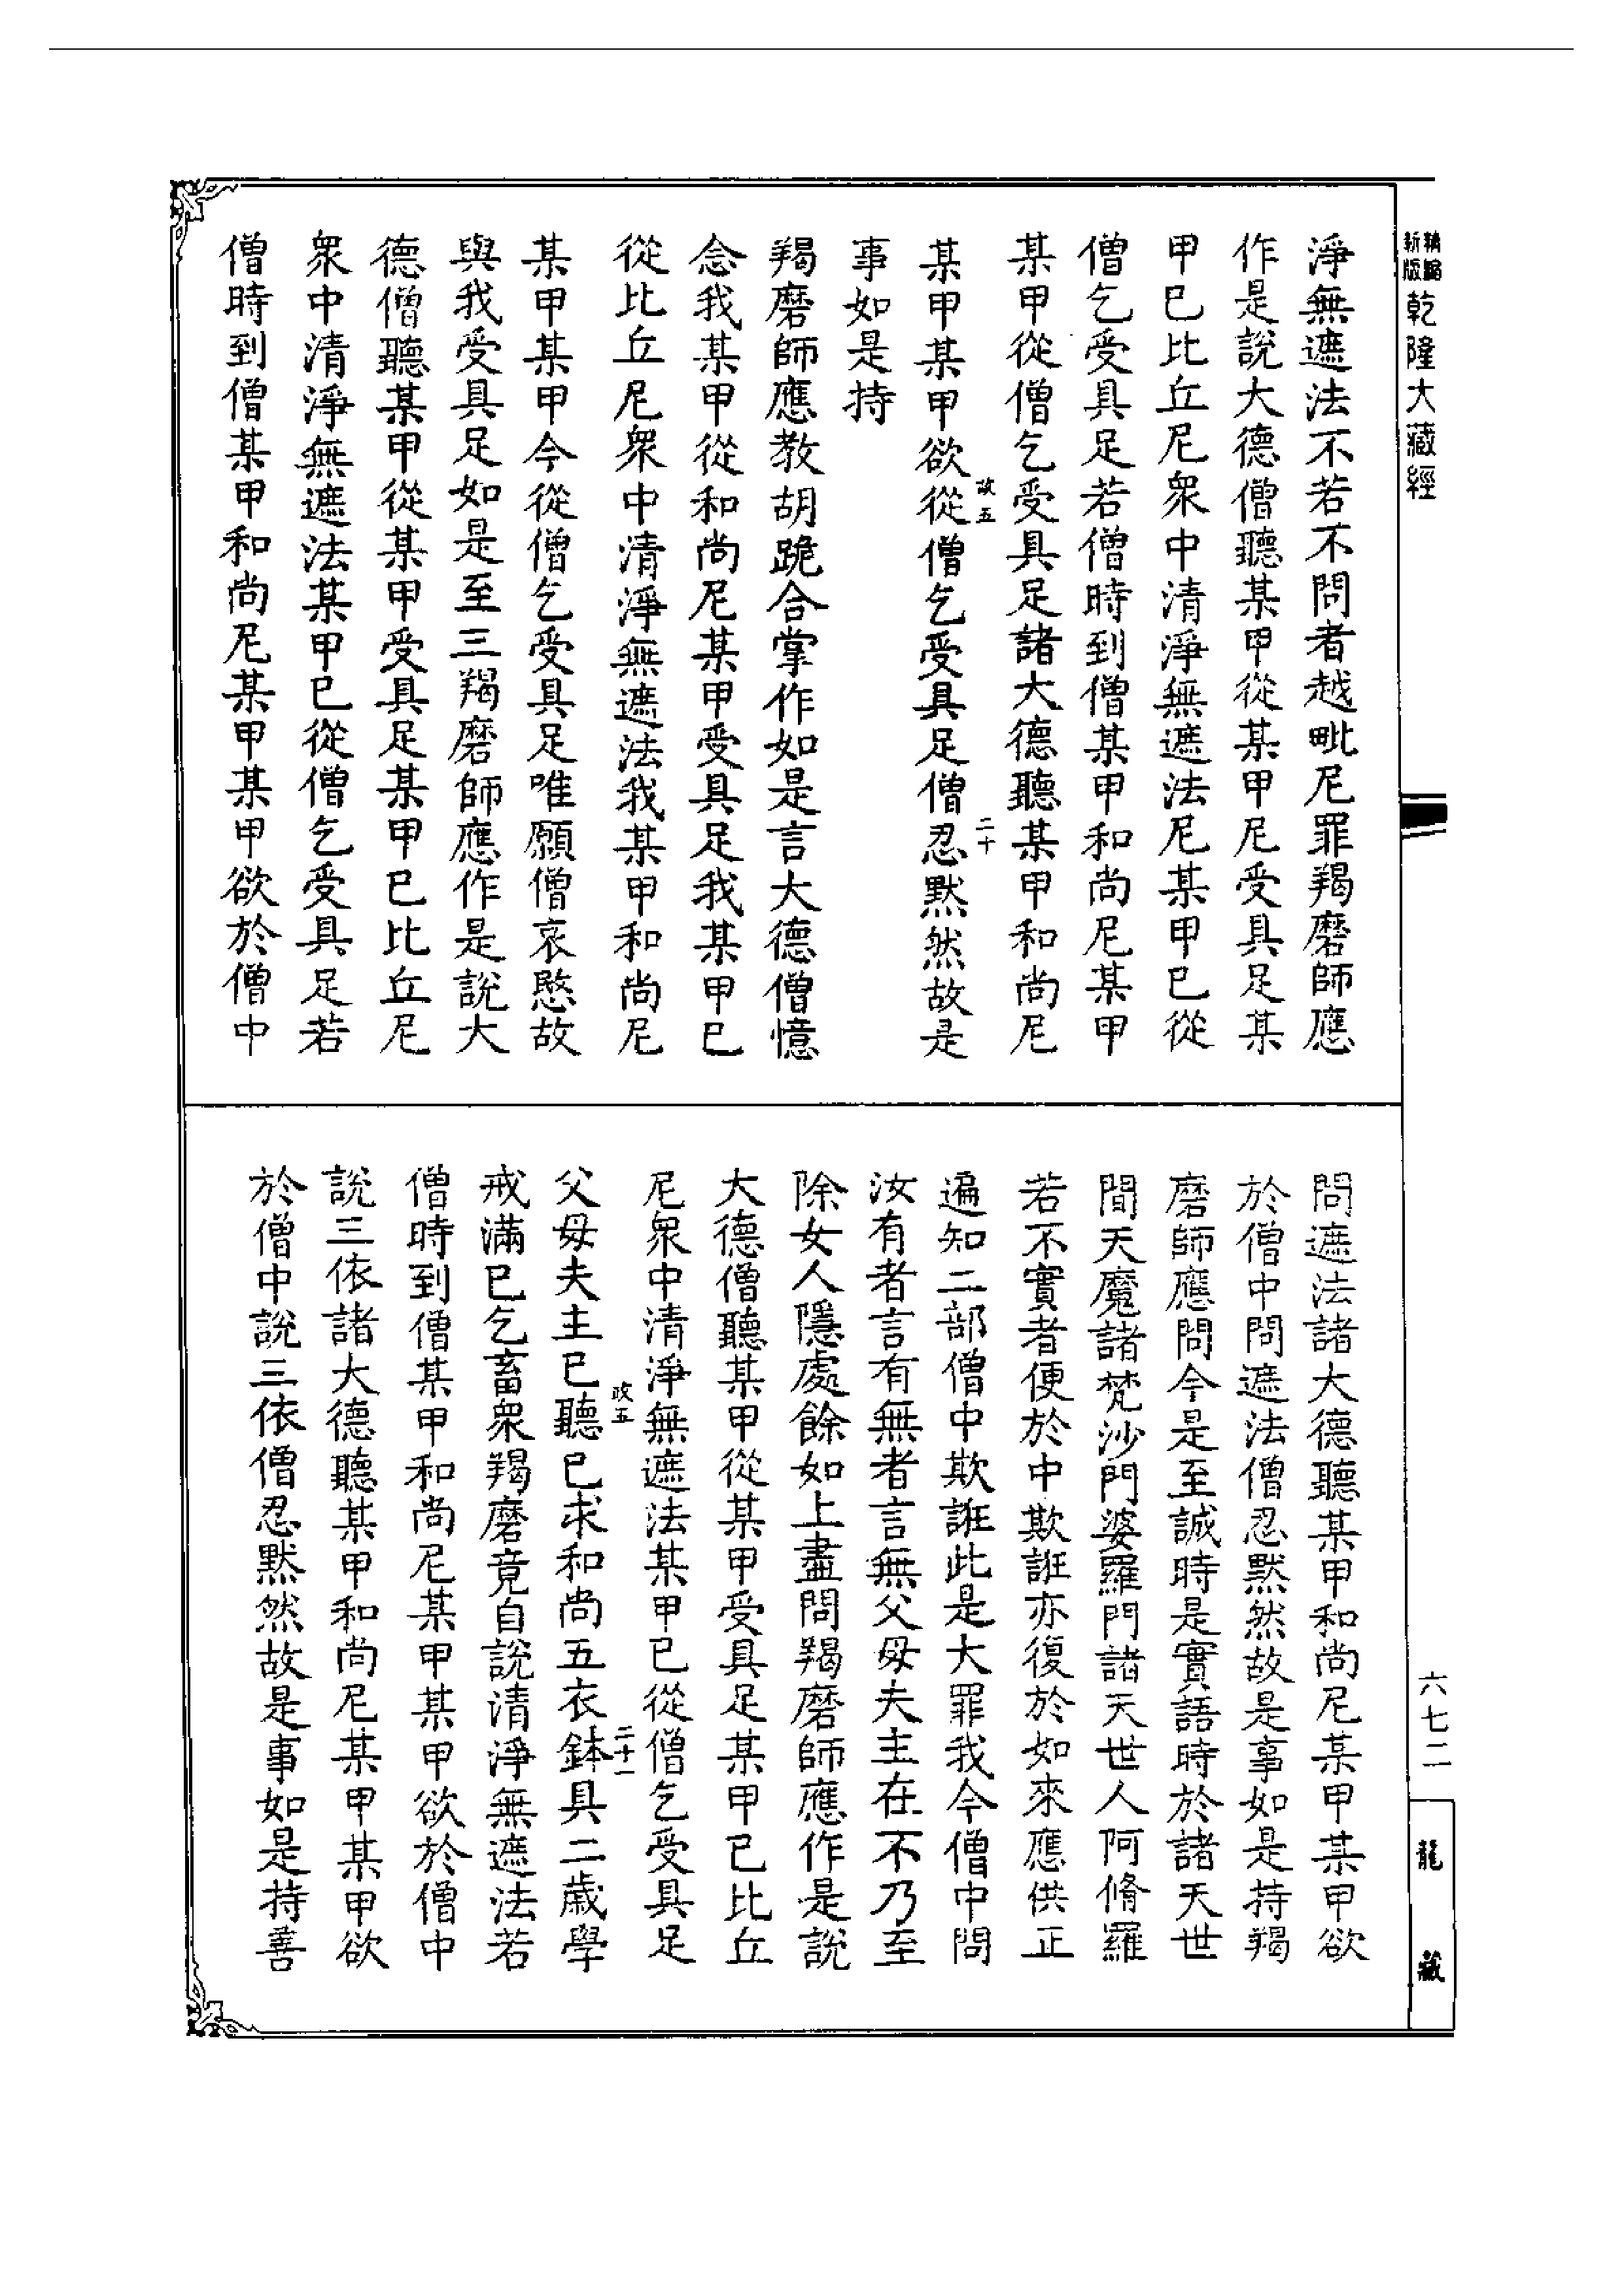 精縮新版乾隆大藏經
淨無遮法不若不問者越毗尼罪羯磨師應
作是說大德僧聽某甲從某甲尼受具足某
甲已比丘尼衆中清淨無遮法尼某甲已從
僧乞受具足若僧時到僧某甲和尚尼某甲
某甲從僧乞受具足諸大德聽某甲和尚尼
政五 二十
某甲某甲欲從僧乞受具足僧忍默然故是
事如是持
羯磨師應教胡跪合掌作如是言大德僧憶
念我某甲從和尚尼某甲受具足我某甲已
從比丘尼衆中清淨無遮法我某甲和尚尼
某甲某甲今從僧乞受具足唯願僧哀愍故
與我受具足如是至三羯磨師應作是說大
德僧聽某甲從某甲受具足某甲已比丘尼
衆中清淨無遮法某甲已從僧乞受具足若
僧時到僧某甲和尚尼某甲某甲欲於僧中
問遮法諸大德聽某甲和尚尼某甲某甲欲
於僧中問遮法僧忍默然故是事如是持羯
磨師應問今是至誠時是實語時於諸天世
間天魔諸梵沙門婆羅門諸天世人阿脩羅
若不實者便於中欺誑亦復於如來應供正
遍知二部僧中欺誑此是大罪我今僧中問
汝有者言有無者言無父母夫主在不乃至
除女人隱處餘如上盡問羯磨師應作是說
大德僧聽某甲從某甲受具足某甲已比丘
尼衆中清淨無遮法某甲已從僧乞受具足
政五 二十一
父母夫主已聽已求和尚五衣鉢具二歲學
戒滿已乞畜衆羯磨竟自說清淨無遮法若
僧時到僧某甲和尚尼某甲某甲欲於僧中
說三依諸大德聽某甲和尚尼某甲某甲欲
於僧中說三依僧忍默然故是事如是持善
六七二
龍藏